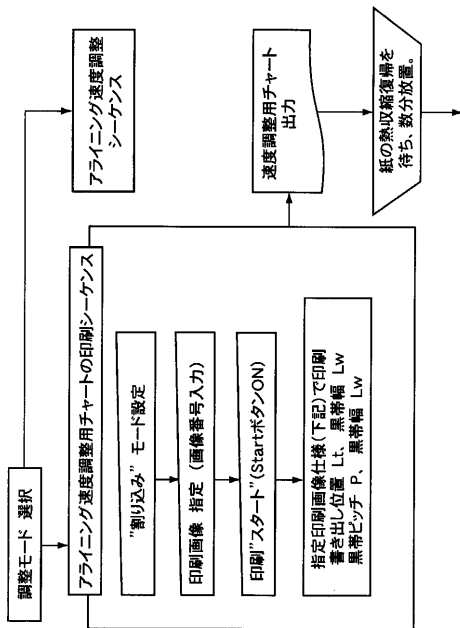 調整モード 選択
アライニング速度調整用チャートの印刷シーケンス
"割り込み" モード設定
印刷画像 指定 (画像番号入力)
印刷"スタート"(StartボタンON)
指定印刷画像仕様(下記)で印刷
書き出し位置 Lt、黒帯幅 Lw
黒帯ピッチ P、黒帯幅 Lw
アライニング速度調整
シーケンス
速度調整用チャート
出力
紙の熱収縮復帰を
待ち、数分放置。